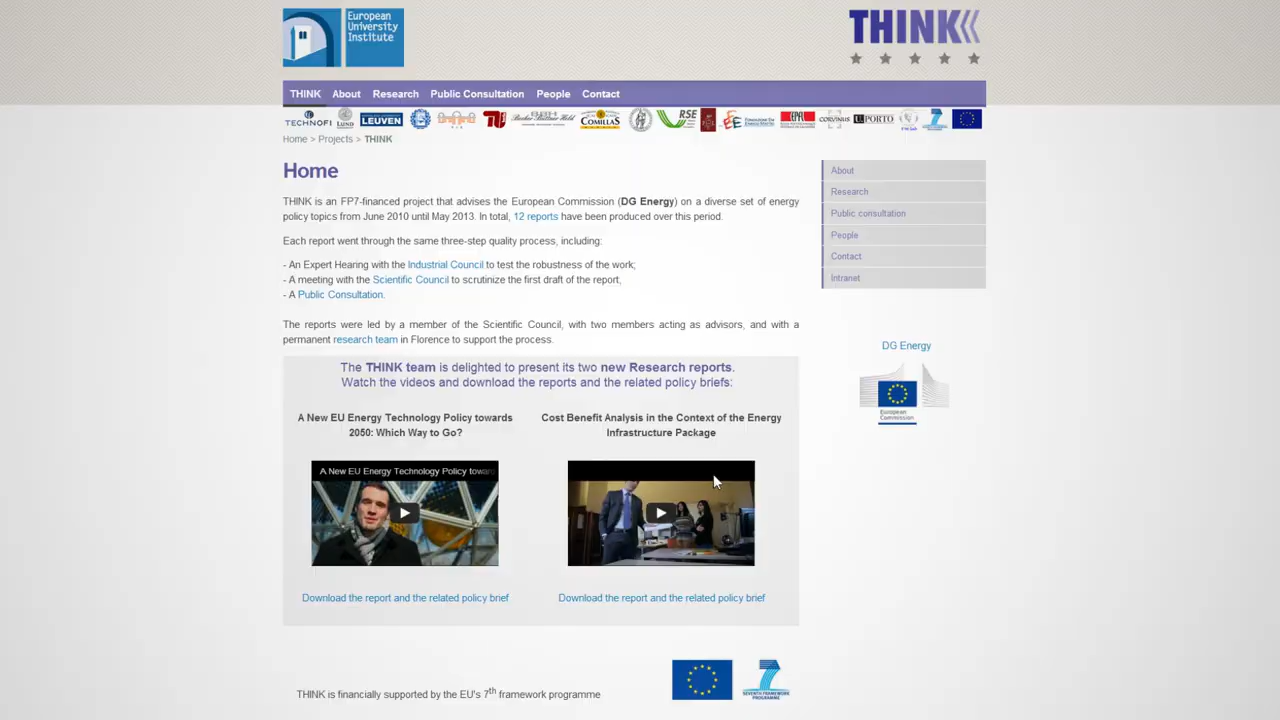 European
University
Institute
THINK
THINK About Research Public Consultation People Contact
TECHNOFI LUND LEUVEN COMILLAS RSE CORVINUS U.PORTO
Home > Projects > THINK
Home
THINK is an FP7-financed project that advises the European Commission (DG Energy) on a diverse set of energy
policy topics from June 2010 until May 2013. In total, 12 reports have been produced over this period.
Each report went through the same three-step quality process, including:
- An Expert Hearing with the Industrial Council to test the robustness of the work;
- A meeting with the Scientific Council to scrutinize the first draft of the report,
- A Public Consultation.
The reports were led by a member of the Scientific Council, with two members acting as advisors, and with a
permanent research team in Florence to support the process.
The THINK team is delighted to present its two new Research reports.
Watch the videos and download the reports and the related policy briefs:
A New EU Energy Technology Policy towards
2050: Which Way to Go?
A New EU Energy Technology Policy towar
Download the report and the related policy brief
Cost Benefit Analysis in the Context of the Energy
Infrastructure Package
Download the report and the related policy brief
THINK is financially supported by the EU's 7th framework programme
SEVENTH FRAMEWORK
PROGRAMME
About
Research
Public consultation
People
Contact
Intranet
DG Energy
European
Commission